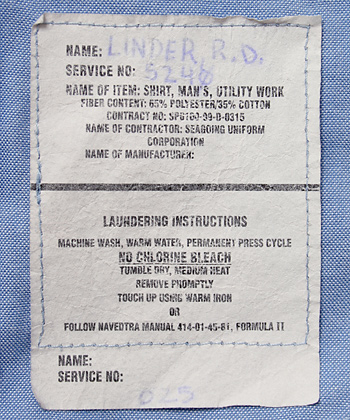 NAME: LINDER, R.D.
SERVICE NO: 5240
NAME OF ITEM: SHIRT, MAN'S, UTILITY WORK
FIBER CONTENT: 65% POLYESTER/35% COTTON
CONTRACT NO: SP0100-99-D-0315
NAME OF CONTRACTOR: SEAGOING UNIFORM
CORPORATION
NAME OF MANUFACTURER:
LAUNDERING INSTRUCTIONS
MACHINE WASH, WARM WATER, PERMANENT PRESS CYCLE
NO CHLORINE BLEACH
TUMBLE DRY, MEDIUM HEAT
REMOVE PROMPTLY
TOUCH UP USING WARM IRON
OR
FOLLOW NAVEDTRA MANUAL 414-01-45-81, FORMULA II
NAME:
SERVICE NO:
025